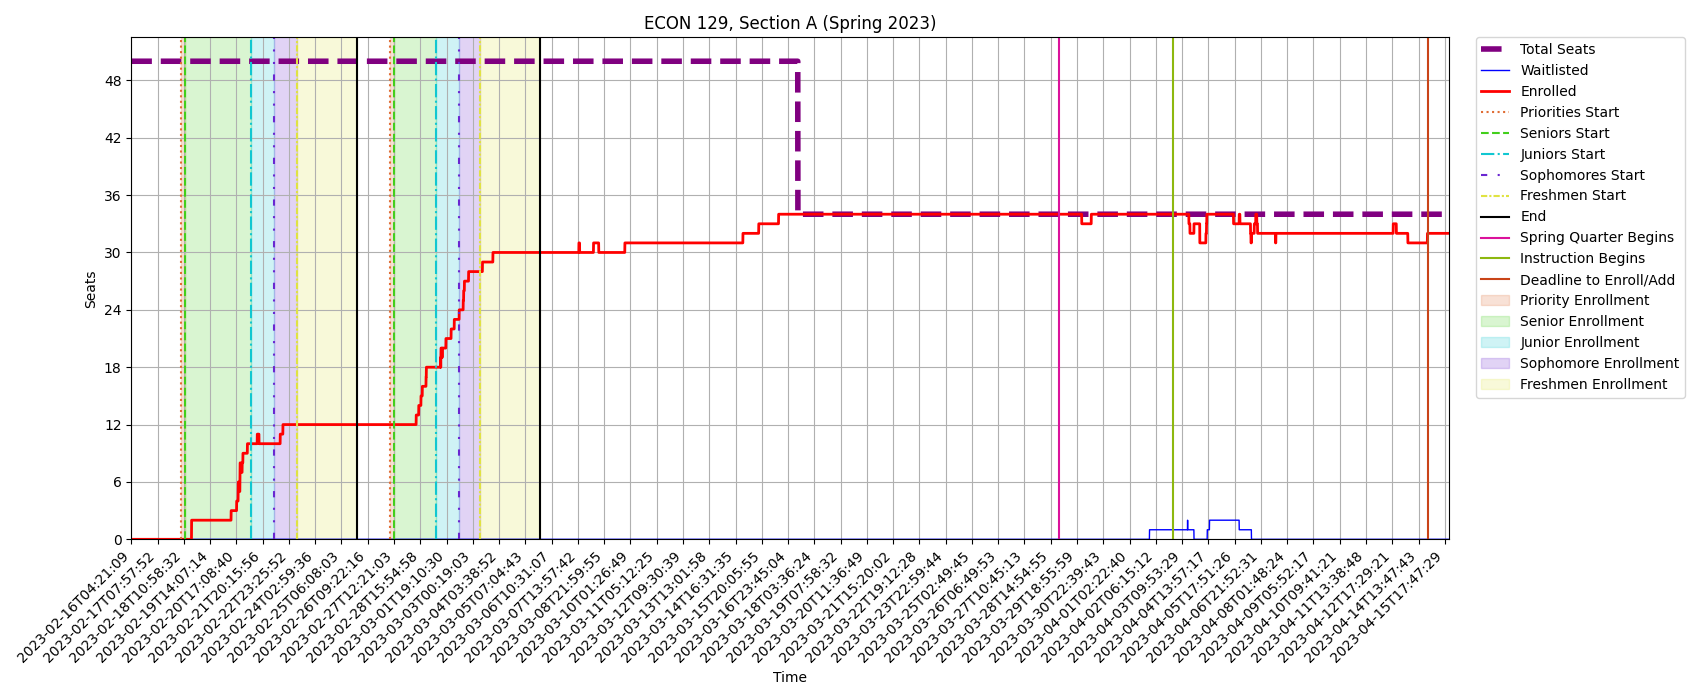 ECON 129, Section A (Spring 2023)
Seats
48
42
36
30
24
18
12
6
0
2023-02-16T04:21:09
2023-02-17T07:57:52
2023-02-18T10:58:32
2023-02-19T14:07:14
2023-02-20T17:08:40
2023-02-21T20:15:56
2023-02-22T23:25:52
2023-02-24T02:59:36
2023-02-25T06:08:03
2023-02-26T09:22:16
2023-02-27T12:21:03
2023-02-28T15:54:58
2023-03-01T19:10:30
2023-03-03T00:19:03
2023-03-04T03:38:52
2023-03-05T07:04:43
2023-03-06T10:31:07
2023-03-07T13:57:42
2023-03-08T21:59:55
2023-03-10T01:26:49
2023-03-11T05:12:25
2023-03-12T09:30:39
2023-03-13T13:01:58
2023-03-14T16:31:35
2023-03-15T20:05:55
2023-03-16T23:45:04
2023-03-18T03:36:24
2023-03-19T07:58:32
2023-03-20T11:36:49
2023-03-21T15:20:02
2023-03-22T19:12:28
2023-03-23T22:59:44
2023-03-25T02:49:45
2023-03-26T06:49:53
2023-03-27T10:45:13
2023-03-28T14:54:55
2023-03-29T18:55:59
2023-03-30T22:39:43
2023-04-01T02:22:40
2023-04-02T06:15:12
2023-04-03T09:53:29
2023-04-04T13:57:17
2023-04-05T17:51:26
2023-04-06T21:52:31
2023-04-08T01:48:24
2023-04-09T05:52:17
2023-04-10T09:41:21
2023-04-11T13:38:48
2023-04-12T17:29:21
2023-04-14T13:47:43
2023-04-15T17:47:29
Time
Total Seats
Waitlisted
Enrolled
Priorities Start
Seniors Start
Juniors Start
Sophomores Start
Freshmen Start
End
Spring Quarter Begins
Instruction Begins
Deadline to Enroll/Add
Priority Enrollment
Senior Enrollment
Junior Enrollment
Sophomore Enrollment
Freshmen Enrollment